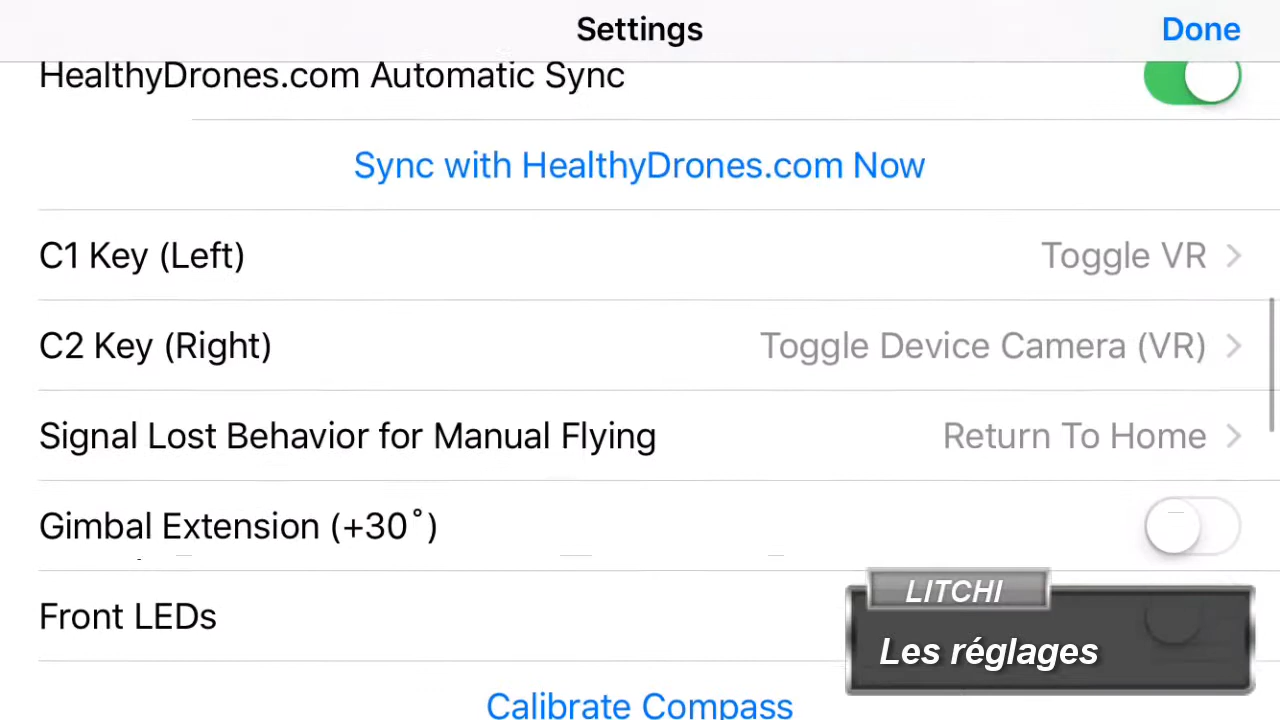 Settings
Done
HealthyDrones.com Automatic Sync
Sync with HealthyDrones.com Now
C1 Key (Left)
Toggle VR
C2 Key (Right)
Toggle Device Camera (VR)
Signal Lost Behavior for Manual Flying
Return To Home
Gimbal Extension (+30˚)
Front LEDs
LITCHI
Les réglages
Calibrate Compass